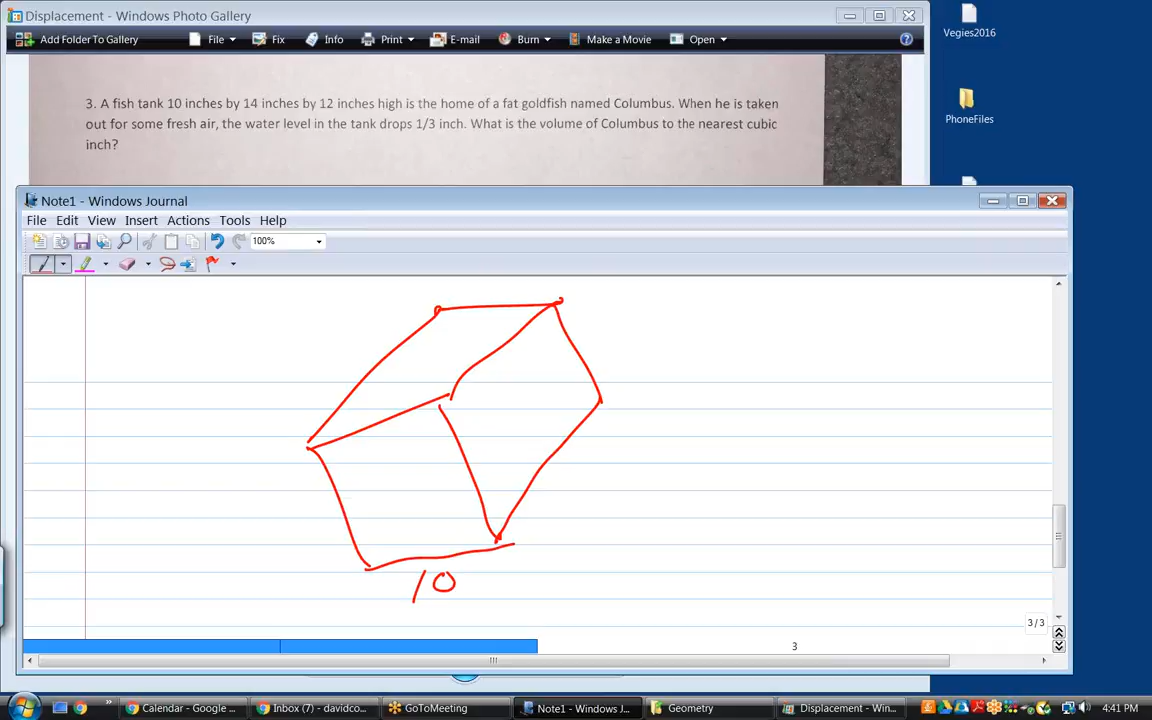 Displacement - Windows Photo Gallery
Add Folder To Gallery File Fix Info Print E-mail Burn Make a Movie Open
Vegies2016
PhoneFiles
3. A fish tank 10 inches by 14 inches by 12 inches high is the home of a fat goldfish named Columbus. When he is taken
out for some fresh air, the water level in the tank drops 1/3 inch. What is the volume of Columbus to the nearest cubic
inch?
Note1 - Windows Journal
File Edit View Insert Actions Tools Help
100%
10
3 / 3
3
Calendar - Google ... Inbox (7) - davidco... GoToMeeting Note1 - Windows J... Geometry Displacement - Win... 4:41 PM